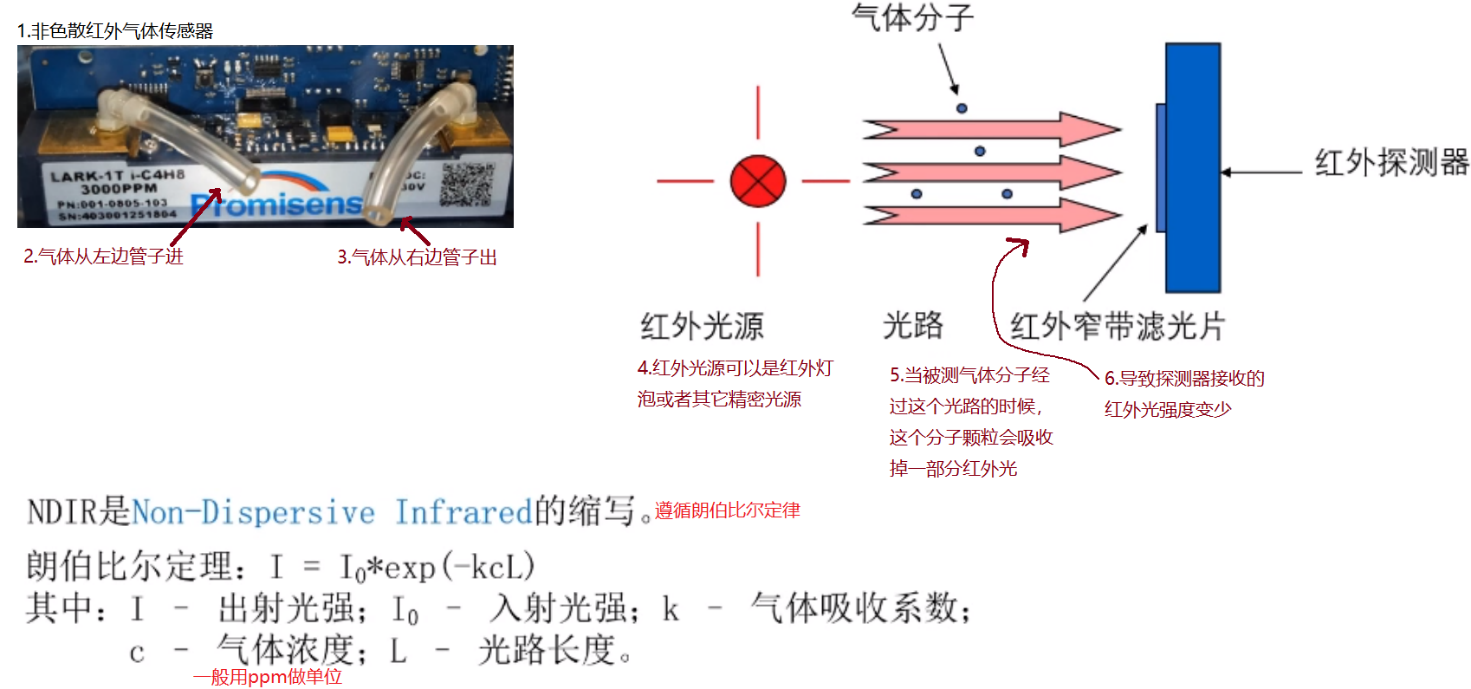 1.非色散红外气体传感器
LARK-1T i-C4H8
3000PPM
PN:001-0805-103
SN:403001251804
Promisens
DC:
30V
2.气体从左边管子进
3.气体从右边管子出
气体分子
红外探测器
红外光源
光路
红外窄带滤光片
4.红外光源可以是红外灯
泡或者其它精密光源
5.当被测气体分子经
过这个光路的时候，
这个分子颗粒会吸收
掉一部分红外光
6.导致探测器接收的
红外光强度变少
NDIR是Non-Dispersive Infrared的缩写。遵循朗伯比尔定律
朗伯比尔定理：I = I₀*exp(-kcL)
其中：I - 出射光强；I₀ - 入射光强；k - 气体吸收系数；
c - 气体浓度；L - 光路长度。
一般用ppm做单位